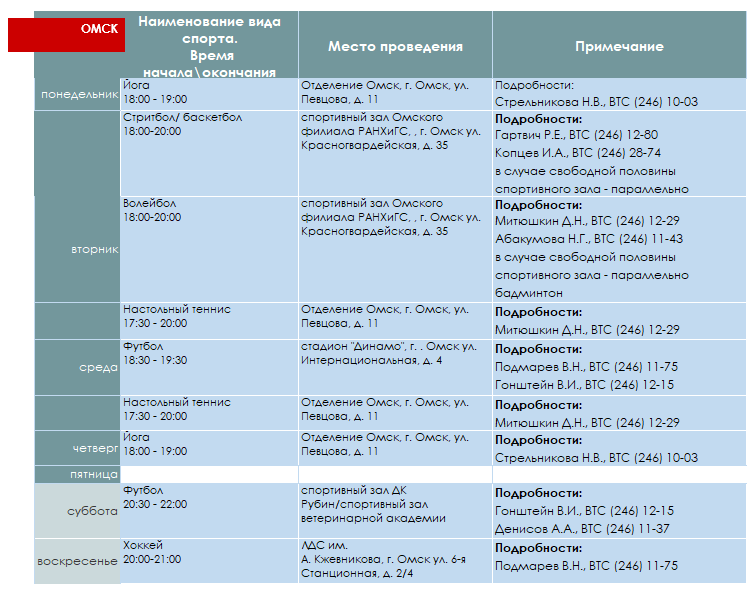 ОМСК
Наименование вида
спорта.
Время
начала\окончания
Место проведения
Примечание
понедельник
Йога
18:00 - 19:00
Отделение Омск, г. Омск, ул.
Певцова, д. 11
Подробности:
Стрельникова Н.В., ВТС (246) 10-03
вторник
Стритбол/ баскетбол
18:00-20:00
спортивный зал Омского
филиала РАНХиГС, , г. Омск ул.
Красногвардейская, д. 35
Подробности:
Гартвич Р.Е., ВТС (246) 12-80
Копцев И.А., ВТС (246) 28-74
в случае свободной половины
спортивного зала - параллельно
Волейбол
18:00-20:00
спортивный зал Омского
филиала РАНХиГС, , г. Омск ул.
Красногвардейская, д. 35
Подробности:
Митюшкин Д.Н., ВТС (246) 12-29
Абакумова Н.Г., ВТС (246) 11-43
в случае свободной половины
спортивного зала - параллельно
бадминтон
Настольный теннис
17:30 - 20:00
Отделение Омск, г. Омск, ул.
Певцова, д. 11
Подробности:
Митюшкин Д.Н., ВТС (246) 12-29
среда
Футбол
18:30 - 19:30
стадион "Динамо", г. . Омск ул.
Интернациональная, д. 4
Подробности:
Подмарев В.Н., ВТС (246) 11-75
Гонштейн В.И., ВТС (246) 12-15
Настольный теннис
17:30 - 20:00
Отделение Омск, г. Омск, ул.
Певцова, д. 11
Подробности:
Митюшкин Д.Н., ВТС (246) 12-29
четверг
Йога
18:00 - 19:00
Отделение Омск, г. Омск, ул.
Певцова, д. 11
Подробности:
Стрельникова Н.В., ВТС (246) 10-03
пятница
суббота
Футбол
20:30 - 22:00
спортивный зал ДК
Рубин/спортивный зал
ветеринарной академии
Подробности:
Гонштейн В.И., ВТС (246) 12-15
Денисов А.А., ВТС (246) 11-37
воскресенье
Хоккей
20:00-21:00
ЛДС им.
А. Кжевникова, г. Омск ул. 6-я
Станционная, д. 2/4
Подробности:
Подмарев В.Н., ВТС (246) 11-75